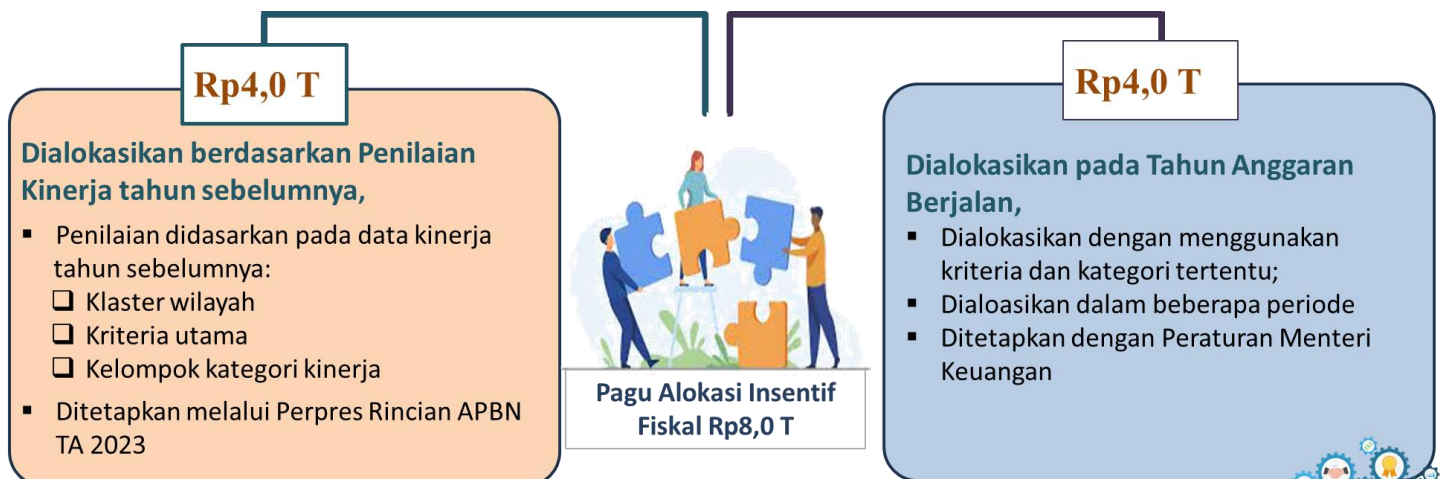 Rp4,0 T
Dialokasikan berdasarkan Penilaian
Kinerja tahun sebelumnya,
▪ Penilaian didasarkan pada data kinerja
tahun sebelumnya:
❑ Klaster wilayah
❑ Kriteria utama
❑ Kelompok kategori kinerja
▪ Ditetapkan melalui Perpres Rincian APBN
TA 2023
Pagu Alokasi Insentif
Fiskal Rp8,0 T
Rp4,0 T
Dialokasikan pada Tahun Anggaran
Berjalan,
▪ Dialokasikan dengan menggunakan
kriteria dan kategori tertentu;
▪ Dialoasikan dalam beberapa periode
▪ Ditetapkan dengan Peraturan Menteri
Keuangan